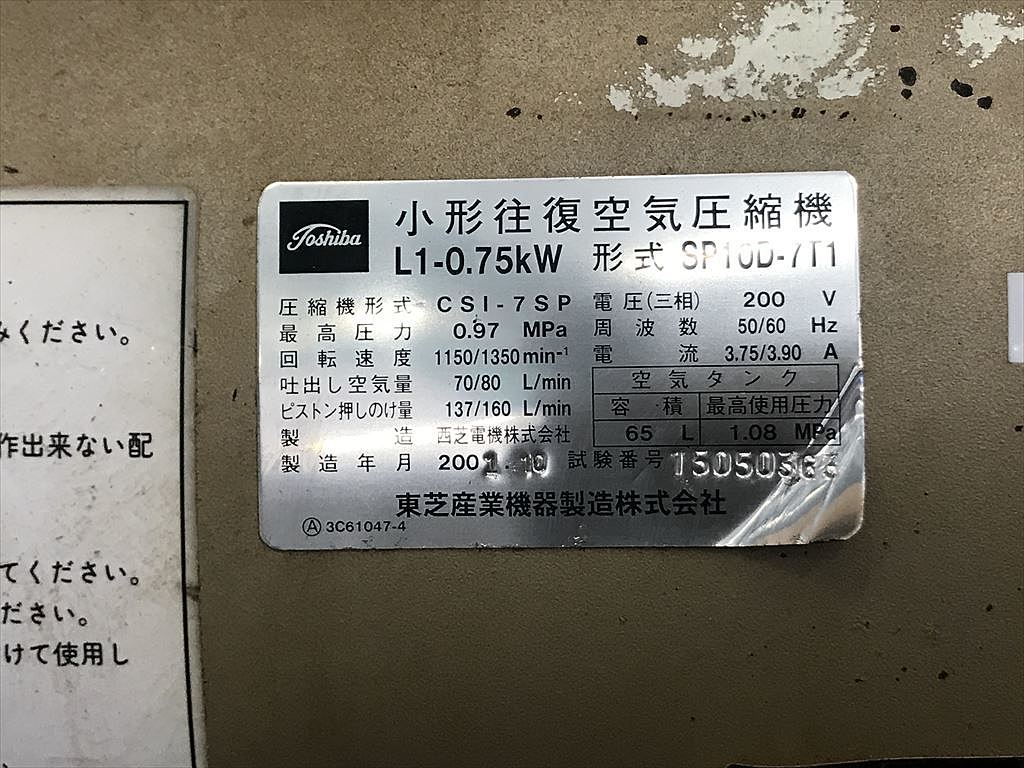 Toshiba
小形往復空気圧縮機
L1-0.75kW 形式 SP10D-7T1
圧縮機形式 CSI-7SP 電圧(三相) 200 V
最高圧力 0.97 MPa 周波数 50/60 Hz
回転速度 1150/1350 min⁻¹ 電流 3.75/3.90 A
吐出し空気量 70/80 L/min 空気タンク
ピストン押しのけ量 137/160 L/min 容積 最高使用圧力
製造 西芝電機株式会社 65 L 1.08 MPa
製造年月 2001.10 試験番号
東芝産業機器製造株式会社
Ⓐ 3C61047-4
みください。
作出来ない配
てください。
ださい。
けて使用し